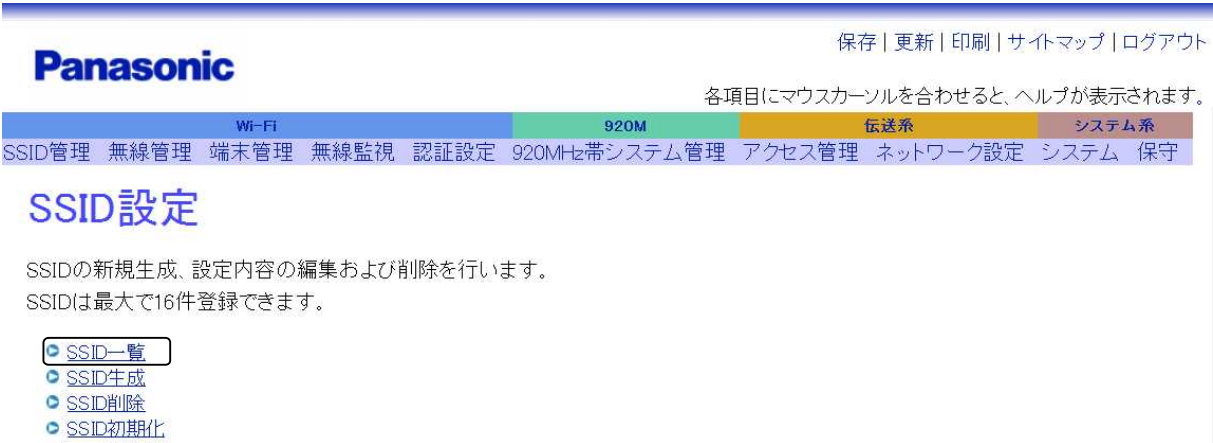 保存 | 更新 | 印刷 | サイトマップ | ログアウト
Panasonic
各項目にマウスカーソルを合わせると、ヘルプが表示されます。
Wi-Fi 920M 伝送系 システム系
SSID管理 無線管理 端末管理 無線監視 認証設定 920MHz帯システム管理 アクセス管理 ネットワーク設定 システム 保守
SSID設定
SSIDの新規生成、設定内容の編集および削除を行います。
SSIDは最大で16件登録できます。
SSID一覧
SSID生成
SSID削除
SSID初期化